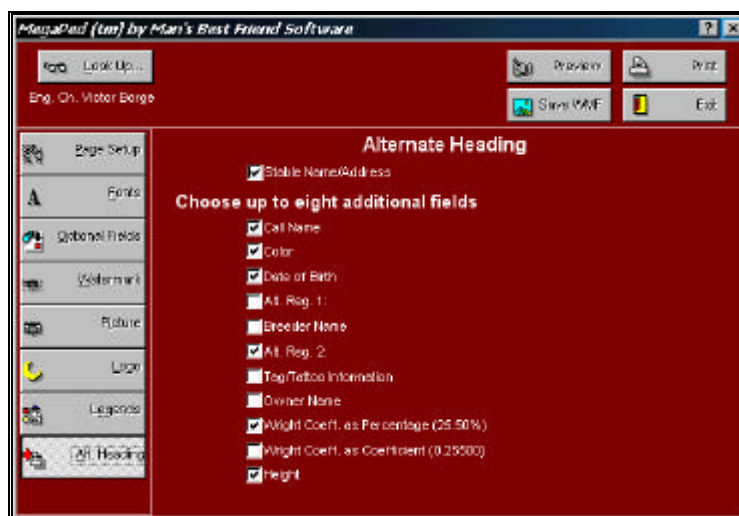 MegaPed (tm) by Man's Best Friend Software
Look Up...
Preview
Print
Eng. Ch. Victor Borge
Save WMF
Exit
Page Setup
Fonts
Optional Fields
Watermark
Picture
Logo
Legends
Alt. Heading
Alternate Heading
Stable Name/Address
Choose up to eight additional fields
Call Name
Color
Date of Birth
Alt. Reg. 1:
Breeder Name
Alt. Reg. 2:
Tag/Tattoo Information
Owner Name
Wright Coeff. as Percentage (25.50%)
Wright Coeff. as Coefficient (0.25500)
Height